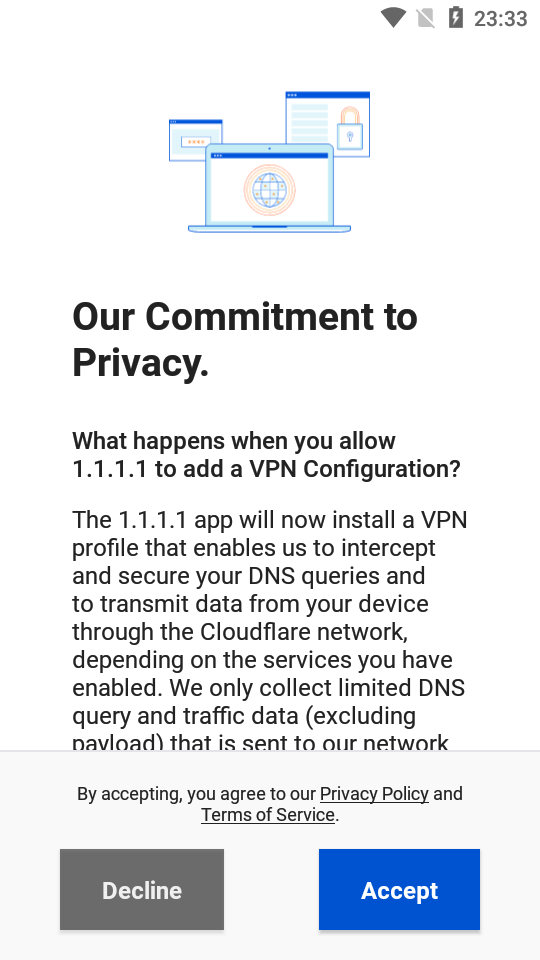 23:33
Our Commitment to
Privacy.
What happens when you allow
1.1.1.1 to add a VPN Configuration?
The 1.1.1.1 app will now install a VPN
profile that enables us to intercept
and secure your DNS queries and
to transmit data from your device
through the Cloudflare network,
depending on the services you have
enabled. We only collect limited DNS
query and traffic data (excluding
payload) that is sent to our network
By accepting, you agree to our Privacy Policy and
Terms of Service.
Decline
Accept